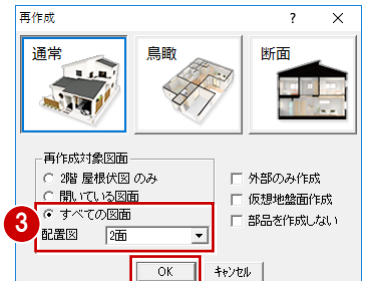 再作成 ? ×
通常 鳥瞰 断面
再作成対象図面
2階 屋根伏図 のみ
開いている図面
すべての図面
3
配置図 2面
外部のみ作成
仮想地盤面作成
部品を作成しない
OK キャンセル